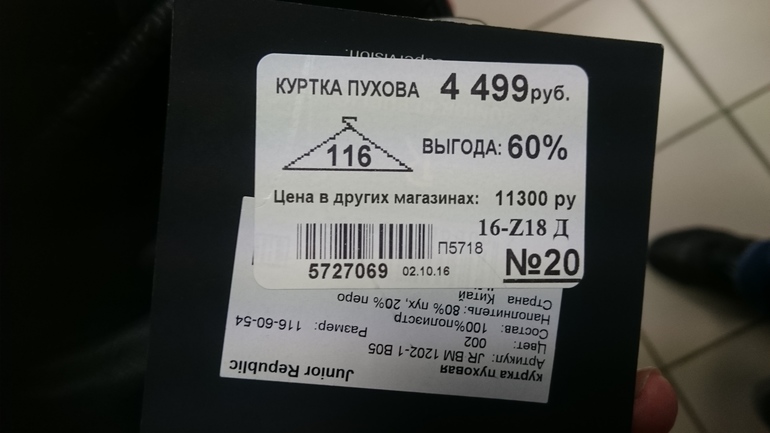 КУРТКА ПУХОВА 4 499руб.
116 ВЫГОДА: 60%
Цена в других магазинах: 11300 ру
16-Z18 Д
П5718
5727069 02.10.16 №20
Junior Republic
куртка пуховая
Артикул: JR BM 1202-1 B05
Цвет: 002 Размер: 116-60-54
Состав: 100%полиэстр
Наполнитель: 80% пух, 20% перо
Страна Китай